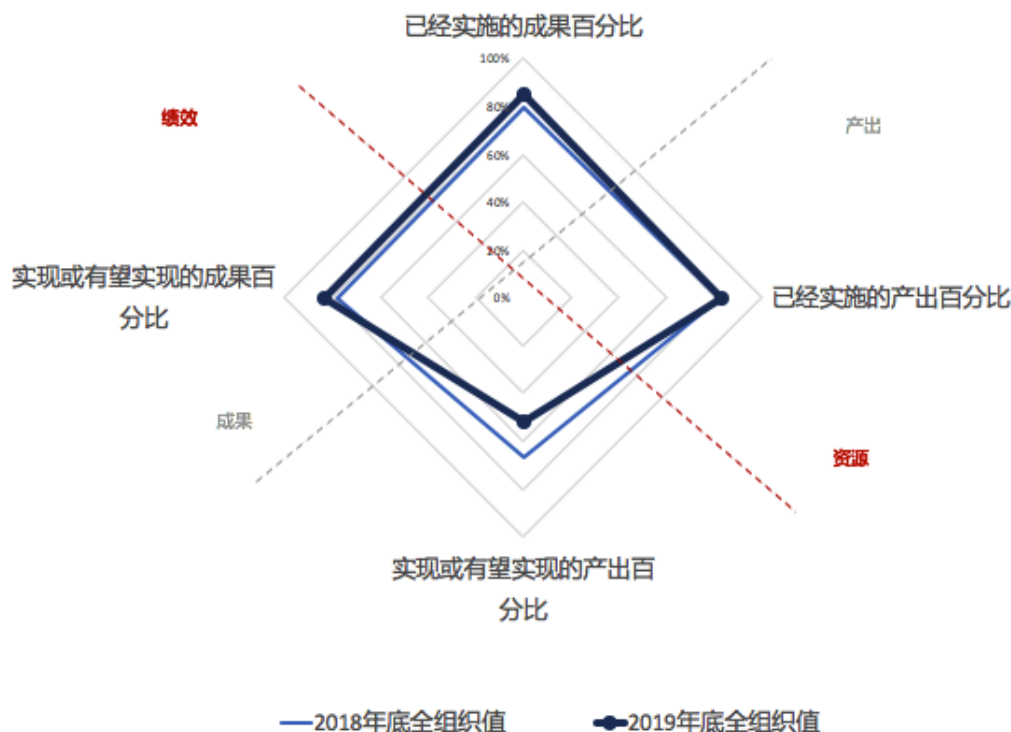 已经实施的成果百分比
100%
绩效
80%
产出
60%
40%
20%
实现或有望实现的成果百
分比
0%
已经实施的产出百分比
成果
资源
实现或有望实现的产出百
分比
2018年底全组织值
2019年底全组织值